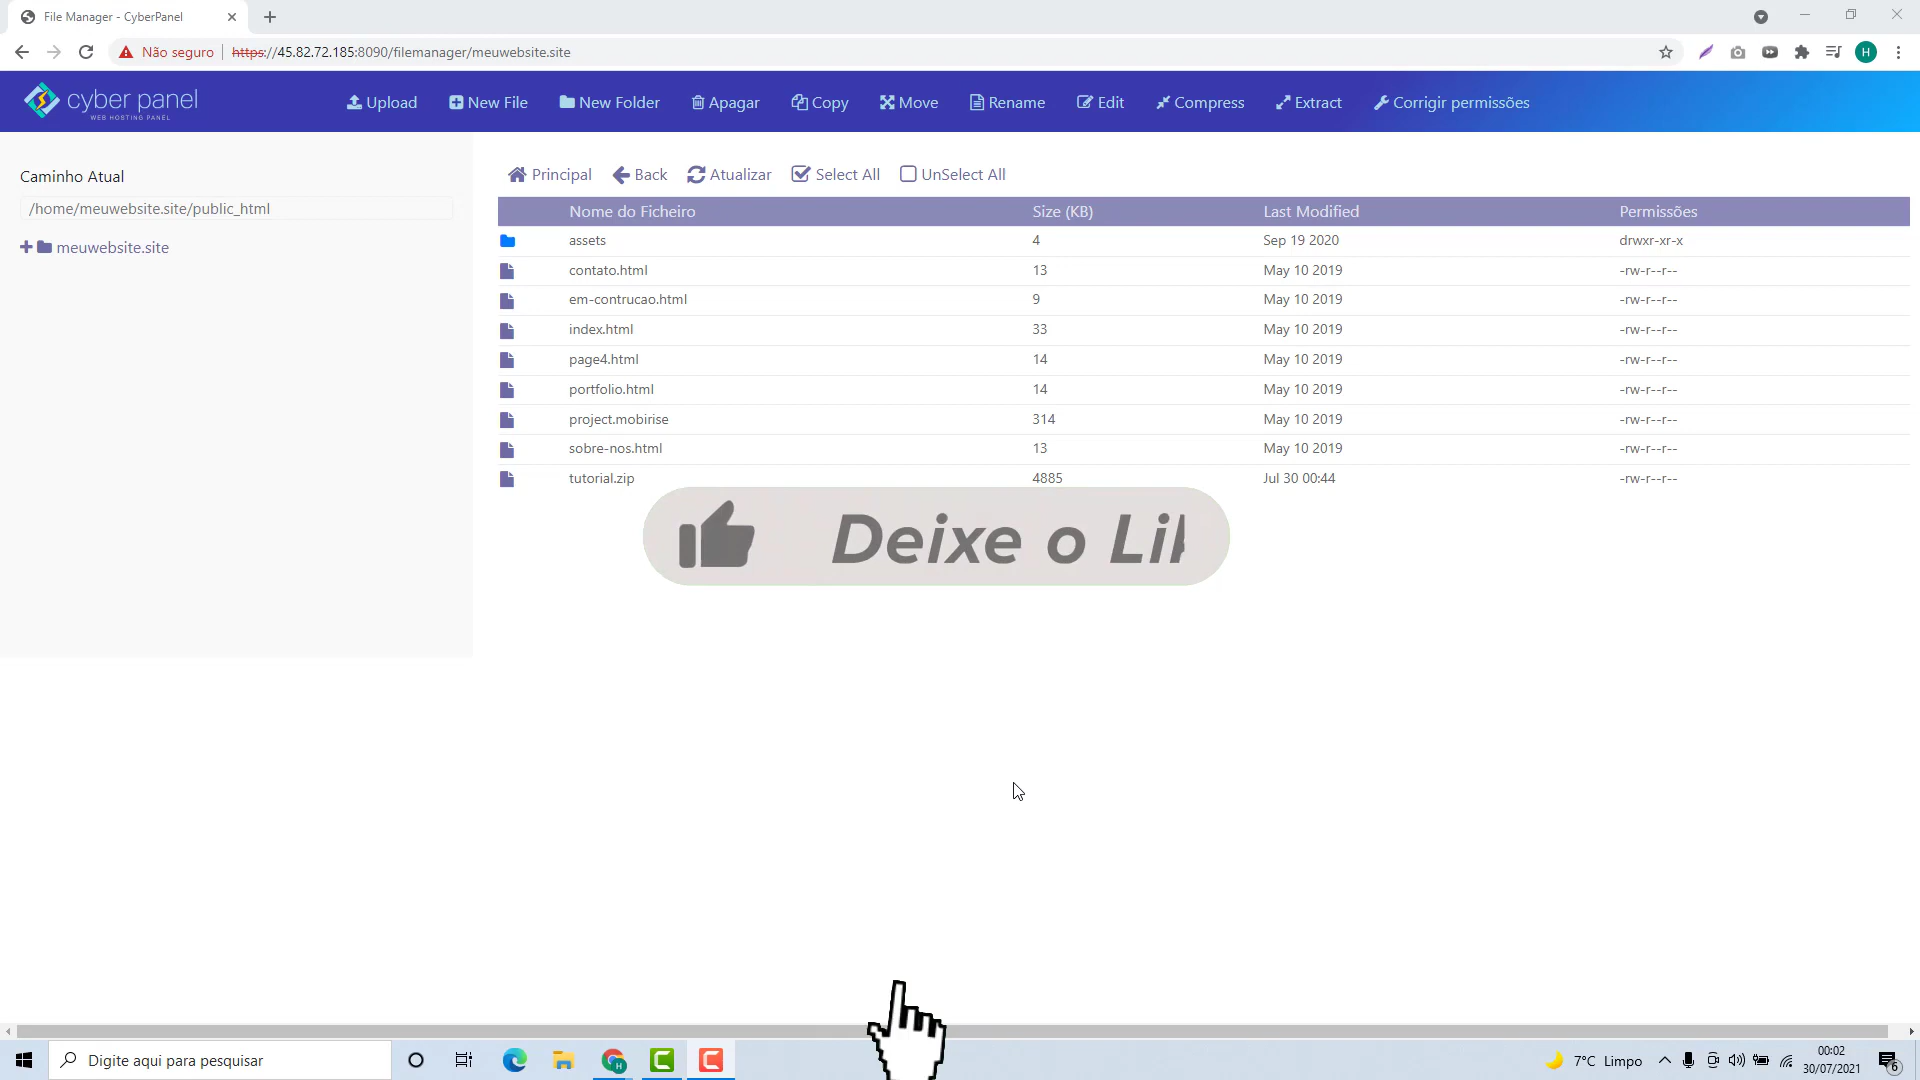 File Manager - CyberPanel
Não seguro https://45.82.72.185:8090/filemanager/meuwebsite.site
H
cyber panel
WEB HOSTING PANEL
Upload New File New Folder Apagar Copy Move Rename Edit Compress Extract Corrigir permissões
Caminho Atual
/home/meuwebsite.site/public_html
meuwebsite.site
Principal Back Atualizar Select All UnSelect All
Nome do Ficheiro Size (KB) Last Modified Permissões
assets 4 Sep 19 2020 drwxr-xr-x
contato.html 13 May 10 2019 -rw-r--r--
em-contrucao.html 9 May 10 2019 -rw-r--r--
index.html 33 May 10 2019 -rw-r--r--
page4.html 14 May 10 2019 -rw-r--r--
portfolio.html 14 May 10 2019 -rw-r--r--
project.mobirise 314 May 10 2019 -rw-r--r--
sobre-nos.html 13 May 10 2019 -rw-r--r--
tutorial.zip 4885 Jul 30 00:44 -rw-r--r--
Deixe o Li
Digite aqui para pesquisar
7°C Limpo
00:02
30/07/2021
6